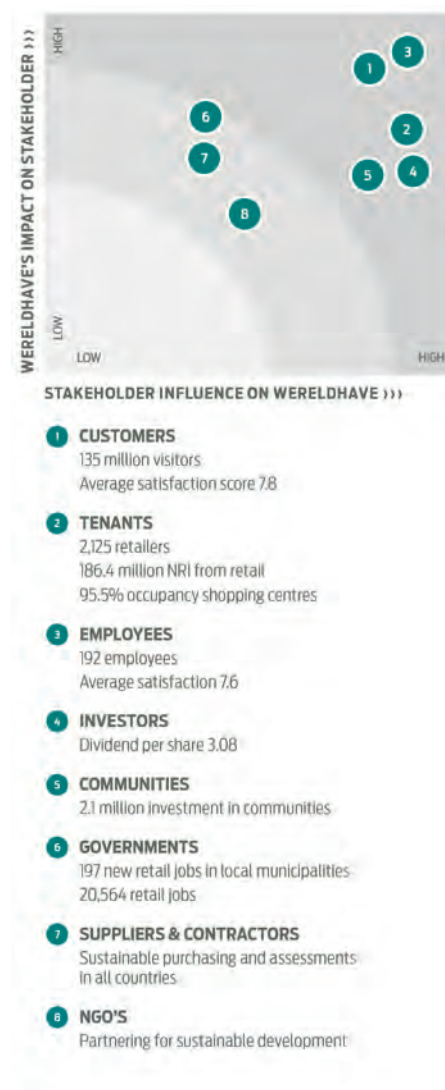 WERELDHAVE'S IMPACT ON STAKEHOLDER ›››
HIGH
3
1
6
2
7
5
4
8
LOW
LOW
HIGH
STAKEHOLDER INFLUENCE ON WERELDHAVE ›››
1 CUSTOMERS
135 million visitors
Average satisfaction score 7.8
2 TENANTS
2,125 retailers
186.4 million NRI from retail
95.5% occupancy shopping centres
3 EMPLOYEES
192 employees
Average satisfaction 7.6
4 INVESTORS
Dividend per share 3.08
5 COMMUNITIES
2.1 million investment in communities
6 GOVERNMENTS
197 new retail jobs in local municipalities
20,564 retail jobs
7 SUPPLIERS & CONTRACTORS
Sustainable purchasing and assessments
in all countries
8 NGO'S
Partnering for sustainable development